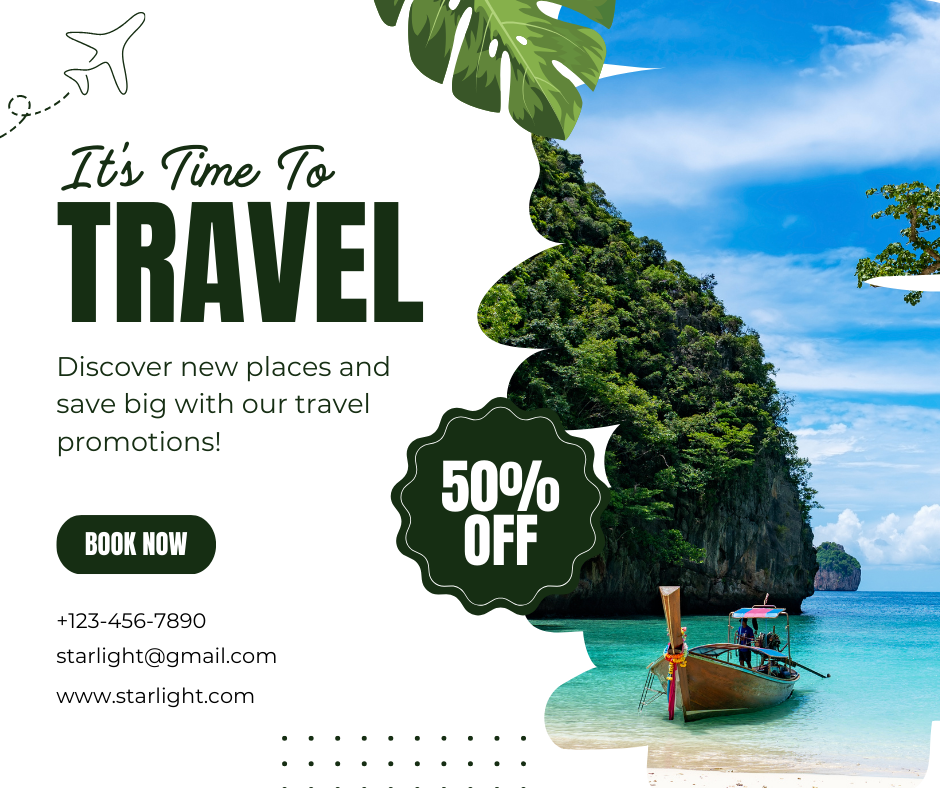 It's Time To
TRAVEL
Discover new places and
save big with our travel
promotions!
50%
OFF
BOOK NOW
+123-456-7890
starlight@gmail.com
www.starlight.com